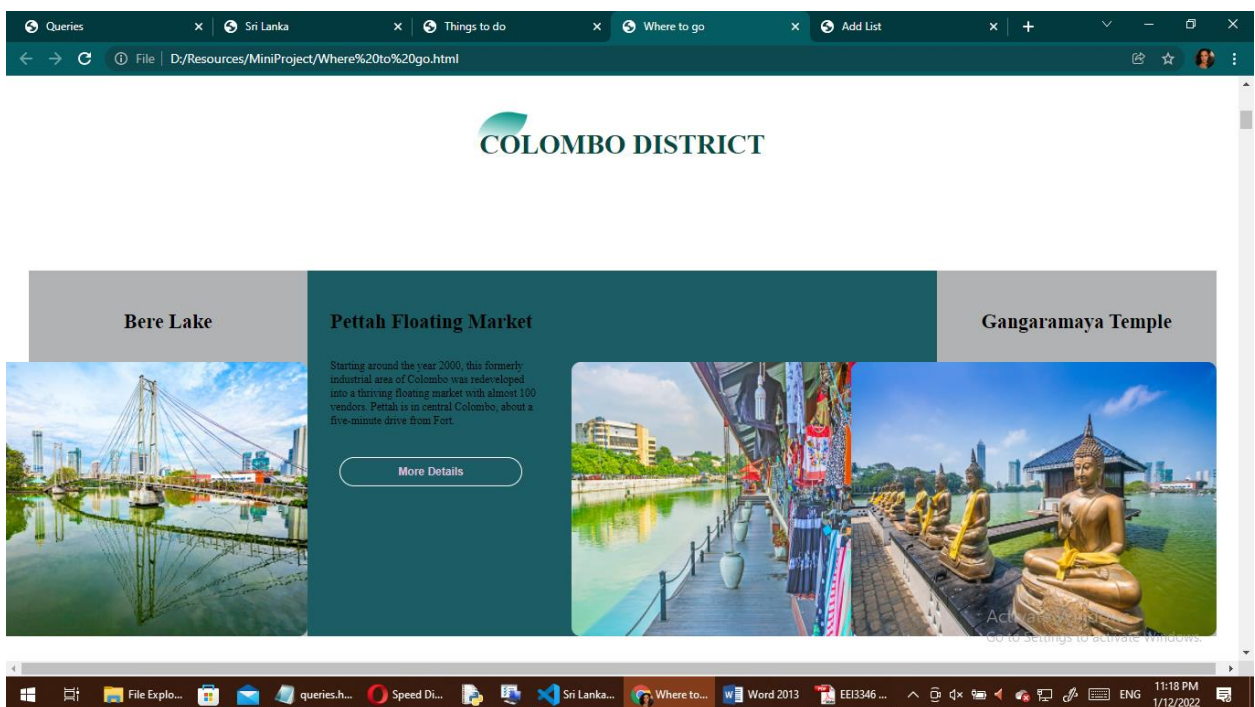 Queries
Sri Lanka
Things to do
Where to go
Add List
File
D:/Resources/MiniProject/Where%20to%20go.html
COLOMBO DISTRICT
Bere Lake
Pettah Floating Market
Gangaramaya Temple
Starting around the year 2000, this formerly
industrial area of Colombo was redeveloped
into a thriving floating market with almost 100
vendors. Pettah is in central Colombo, about a
five-minute drive from Fort.
More Details
Activate Windows
Go to Settings to activate Windows.
File Explo...
queries.h...
Speed Di...
Sri Lanka...
Where to...
Word 2013
EEI3346 ...
ENG
11:18 PM
1/12/2022